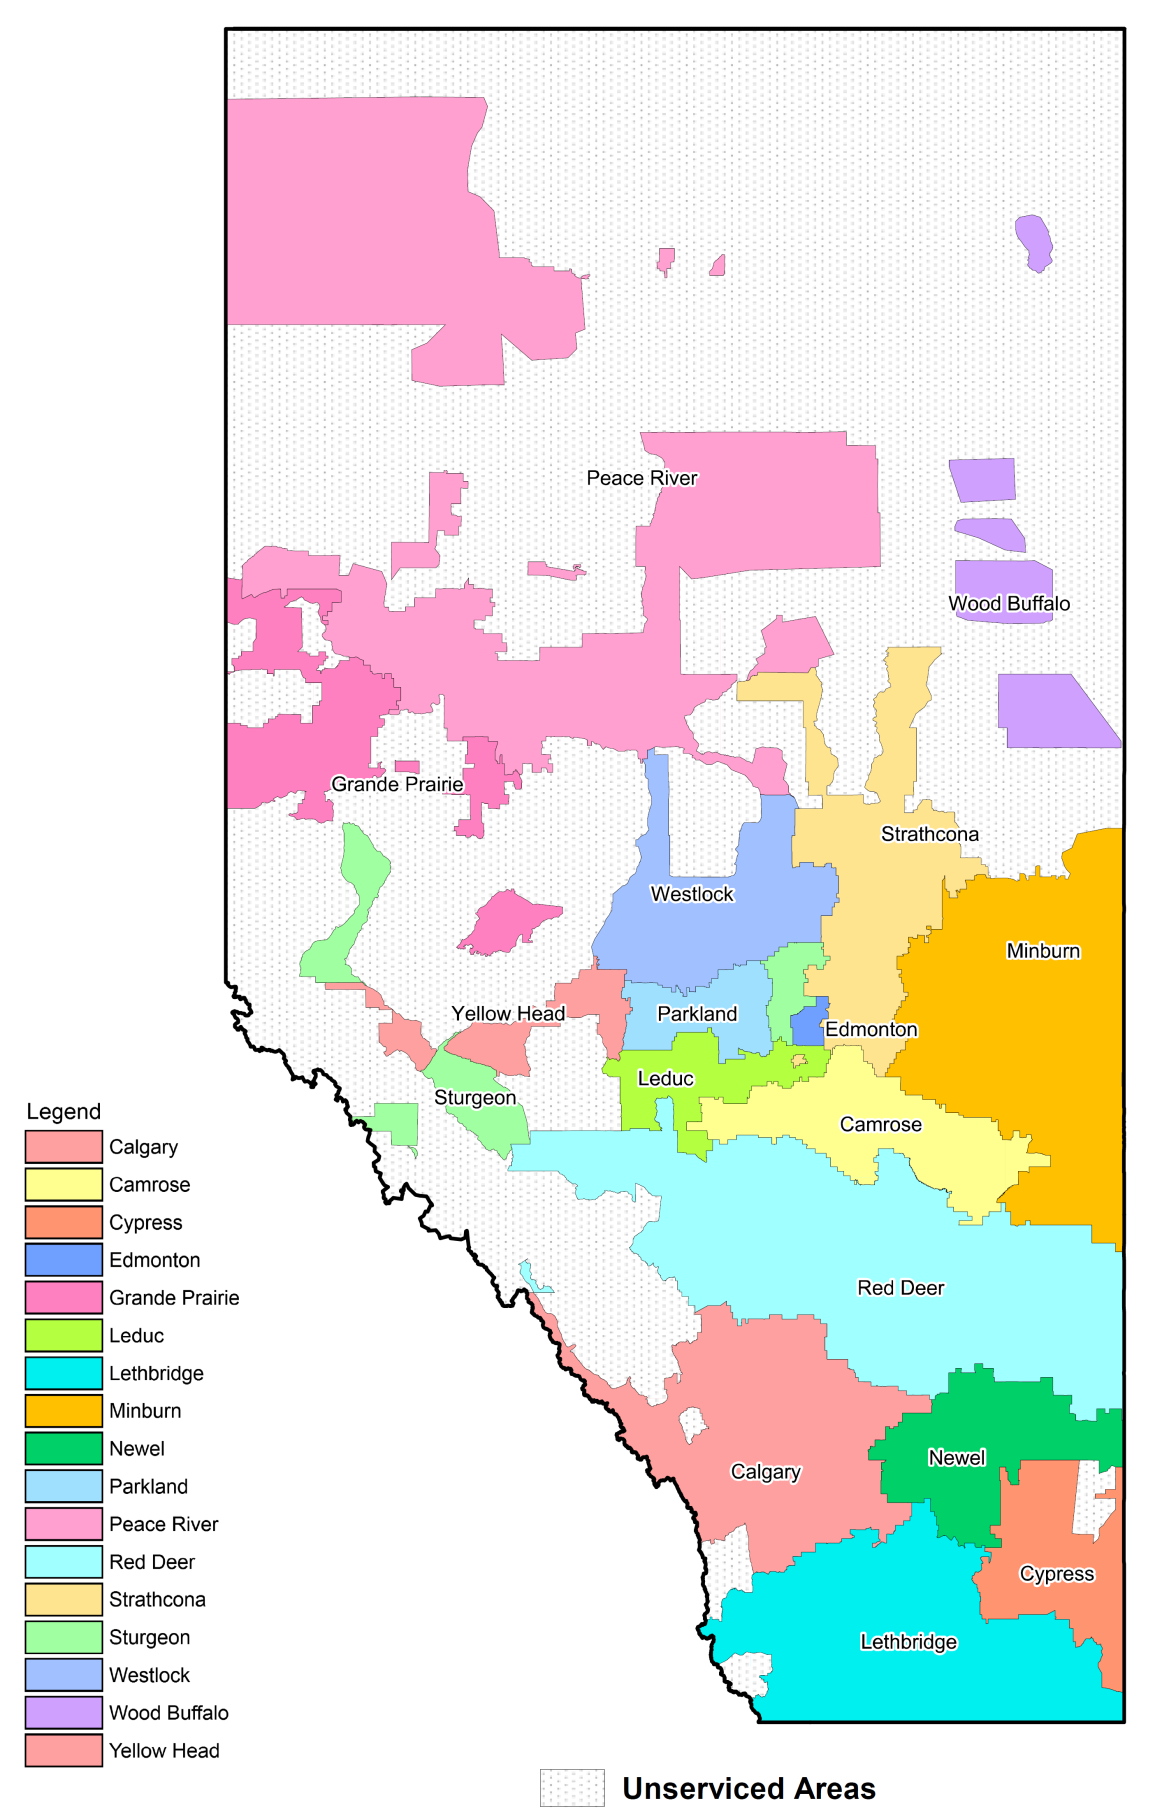 Peace River
Wood Buffalo
Grande Prairie
Strathcona
Westlock
Minburn
Yellow Head
Parkland
Edmonton
Leduc
Sturgeon
Camrose
Red Deer
Newel
Calgary
Cypress
Lethbridge
Legend
Calgary
Camrose
Cypress
Edmonton
Grande Prairie
Leduc
Lethbridge
Minburn
Newel
Parkland
Peace River
Red Deer
Strathcona
Sturgeon
Westlock
Wood Buffalo
Yellow Head
Unserviced Areas